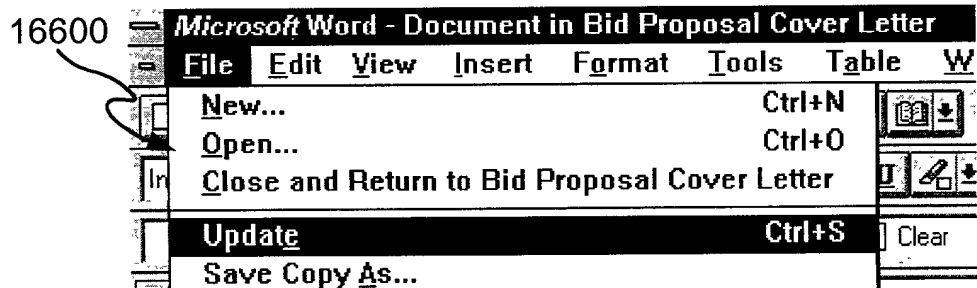 16600
Microsoft Word - Document in Bid Proposal Cover Letter
File Edit View Insert Format Tools Table W
New... Ctrl+N
Open... Ctrl+O
In
Close and Return to Bid Proposal Cover Letter U
Update Ctrl+S Clear
Save Copy As...